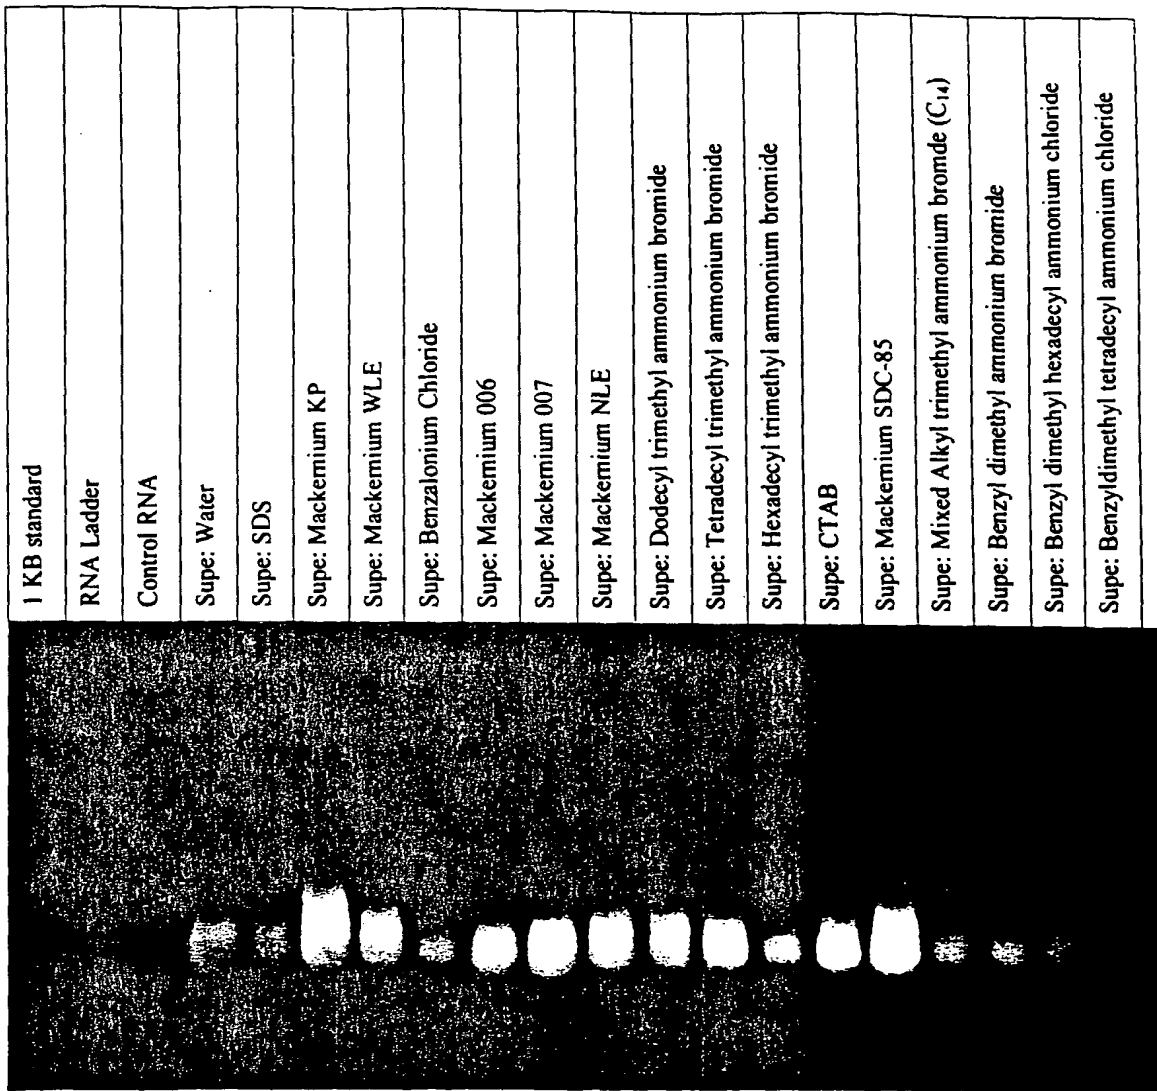 1 KB standard
RNA Ladder
Control RNA
Supe: Water
Supe: SDS
Supe: Mackernium KP
Supe: Mackernium WLE
Supe: Benzalonium Chloride
Supe: Mackernium 006
Supe: Mackernium 007
Supe: Mackernium NLE
Supe: Dodecyl trimethyl ammonium bromide
Supe: Tetradecyl trimethyl ammonium bromide
Supe: Hexadecyl trimethyl ammonium bromide
Supe: CTAB
Supe: Mackernium SDC-85
Supe: Mixed Alkyl trimethyl ammonium bromde (C₁₄)
Supe: Benzyl dimethyl ammonium bromide
Supe: Benzyl dimethyl hexadecyl ammonium chloride
Supe: Benzyldimethyl tetradecyl ammonium chloride